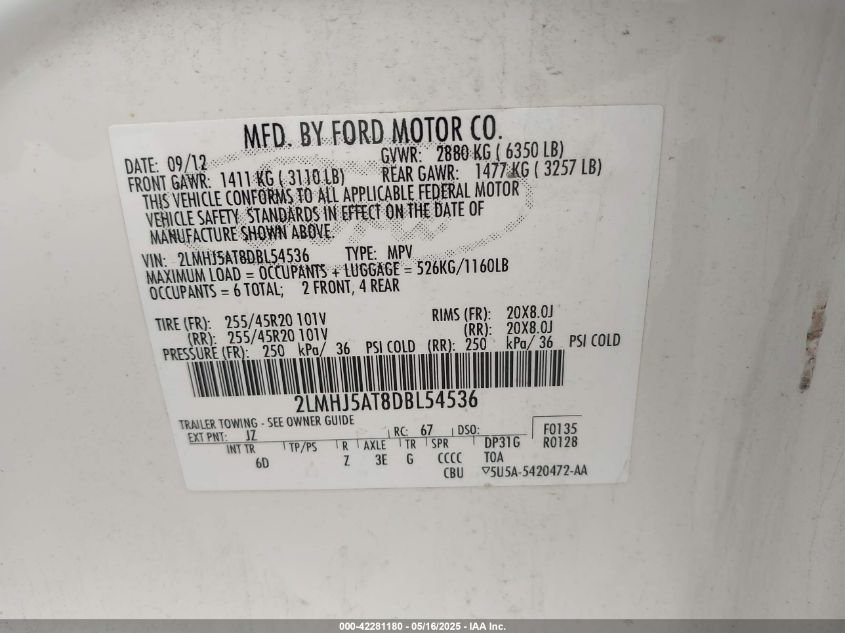 MFD. BY FORD MOTOR CO.
DATE: 09/12 GVWR: 2880 KG ( 6350 LB)
FRONT GAWR: 1411 KG ( 3110 LB) REAR GAWR: 1477 KG ( 3257 LB)
THIS VEHICLE CONFORMS TO ALL APPLICABLE FEDERAL MOTOR
VEHICLE SAFETY STANDARDS IN EFFECT ON THE DATE OF
MANUFACTURE SHOWN ABOVE.
VIN: 2LMHJ5AT8DBL54536 TYPE: MPV
MAXIMUM LOAD = OCCUPANTS + LUGGAGE = 526KG/1160LB
OCCUPANTS = 6 TOTAL; 2 FRONT, 4 REAR
TIRE (FR): 255/45R20 101V RIMS (FR): 20X8.0J
(RR): 255/45R20 101V (RR): 20X8.0J
PRESSURE (FR): 250 kPa/ 36 PSI COLD (RR): 250 kPa/ 36 PSI COLD
2LMHJ5AT8DBL54536
TRAILER TOWING - SEE OWNER GUIDE
EXT PNT: JZ RC: 67 DSO: F0135
INT TR TP/PS R AXLE TR SPR DP31G R0128
6D Z 3E G CCCC TOA
CBU ▽5U5A-5420472-AA
000-42281180 - 05/16/2025 - IAA Inc.